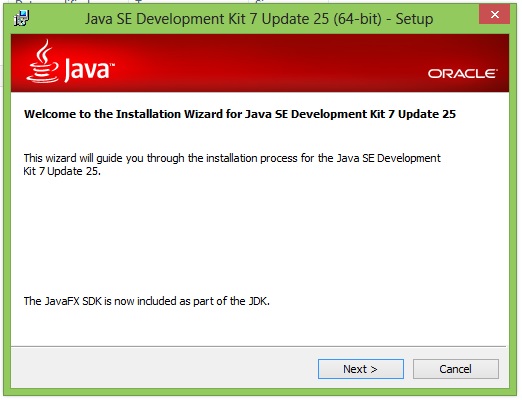 Java SE Development Kit 7 Update 25 (64-bit) - Setup
Java™
ORACLE®
Welcome to the Installation Wizard for Java SE Development Kit 7 Update 25
This wizard will guide you through the installation process for the Java SE Development
Kit 7 Update 25.
The JavaFX SDK is now included as part of the JDK.
Next >
Cancel